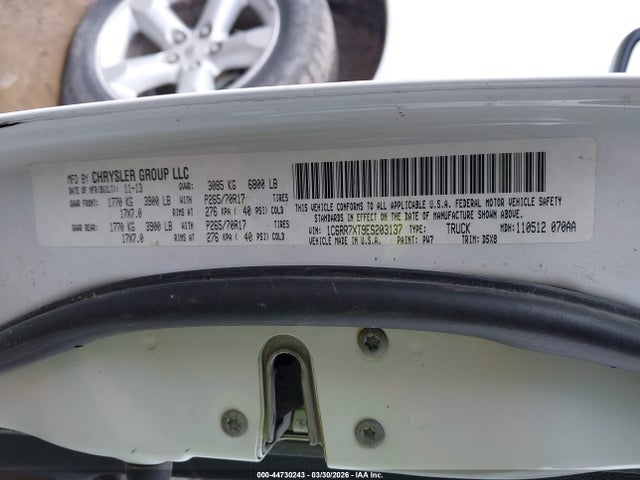 MFD BY CHRYSLER GROUP LLC
DATE OF MFR(BUILT): 11-13 GVWR: 3085 KG 6800 LB
GAWR FRONT: 1770 KG 3900 LB P265/70R17 TIRES
17X7.0 RIMS AT 276 KPA ( 40 PSI) COLD
GAWR REAR: 1770 KG 3900 LB P265/70R17 TIRES
17X7.0 RIMS AT 276 KPA ( 40 PSI) COLD
THIS VEHICLE CONFORMS TO ALL APPLICABLE U.S.A. FEDERAL MOTOR VEHICLE SAFETY
STANDARDS IN EFFECT ON THE DATE OF MANUFACTURE SHOWN ABOVE.
VIN: 1C6RR7XT9ES203137 TYPE: TRUCK MDH: 110512 070AA
VEHICLE MADE IN U.S.A. PAINT: PW7 TRIM: DSX8
000-44730243 03/30/2026 - IAA Inc.